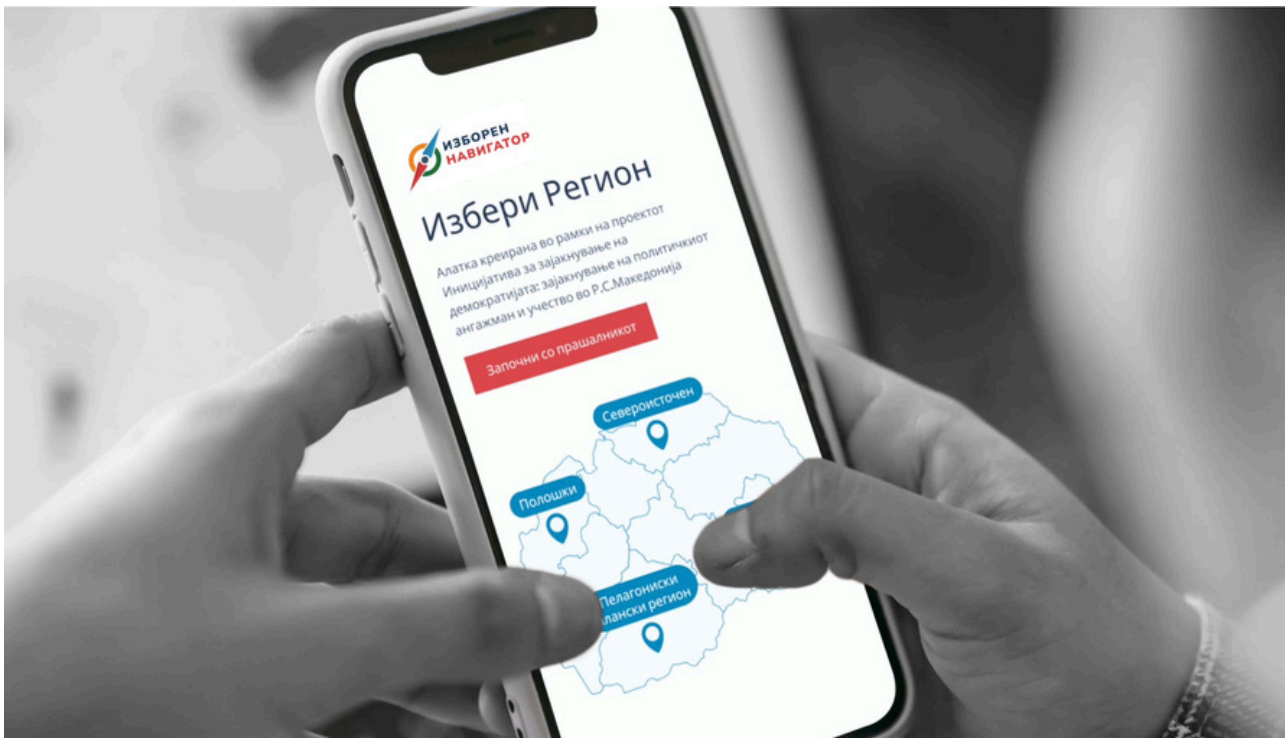 ИЗБОРЕН
НАВИГАТОР
Избери Регион
Алатка креирана во рамки на проектот
Иницијатива за зајакнување на
демократијата: зајакнување на политичкиот
ангажман и учество во Р.С.Македонија
Започни со прашалникот
Североисточен
Полошки
Пелагониски
регион